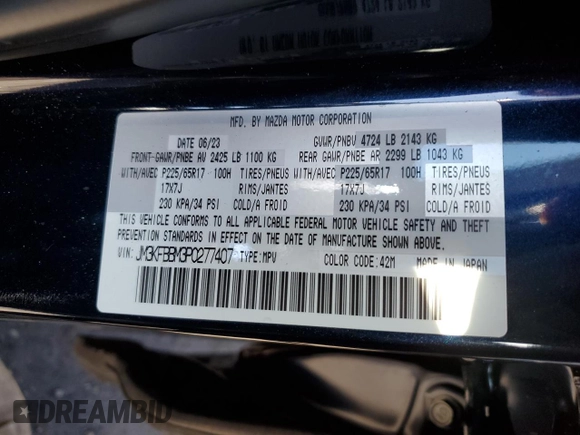 MFD. BY MAZDA MOTOR CORPORATION
DATE 06/23 GVWR/PNBV 4724 LB 2143 KG
FRONT-GAWR/PNBE AV 2425 LB 1100 KG REAR GAWR/PNBE AR 2299 LB 1043 KG
WITH/AVEC P225/65R17 100H TIRES/PNEUS WITH/AVEC P225/65R17 100H TIRES/PNEUS
17X7J RIMS/JANTES 17X7J RIMS/JANTES
230 KPA/34 PSI COLD/A FROID 230 KPA/34 PSI COLD/A FROID
THIS VEHICLE CONFORMS TO ALL APPLICABLE FEDERAL MOTOR VEHICLE SAFETY AND THEFT
PREVENTION STANDARDS IN EFFECT ON THE DATE OF MANUFACTURE SHOWN ABOVE.
VIN: JM3KFBBM3P0277407 TYPE:MPV COLOR CODE:42M MADE IN JAPAN
DREAMBID